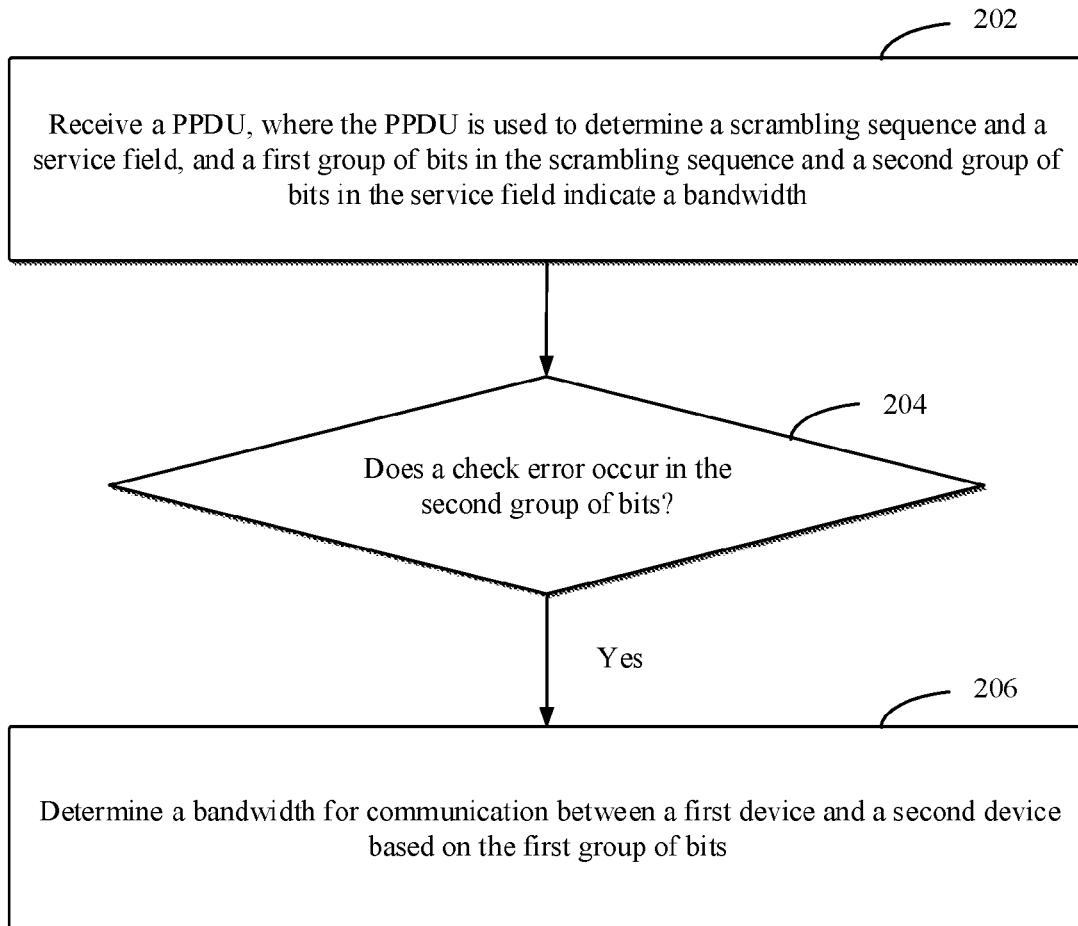 202
Receive a PPDU, where the PPDU is used to determine a scrambling sequence and a
service field, and a first group of bits in the scrambling sequence and a second group of
bits in the service field indicate a bandwidth
204
Does a check error occur in the
second group of bits?
Yes
206
Determine a bandwidth for communication between a first device and a second device
based on the first group of bits